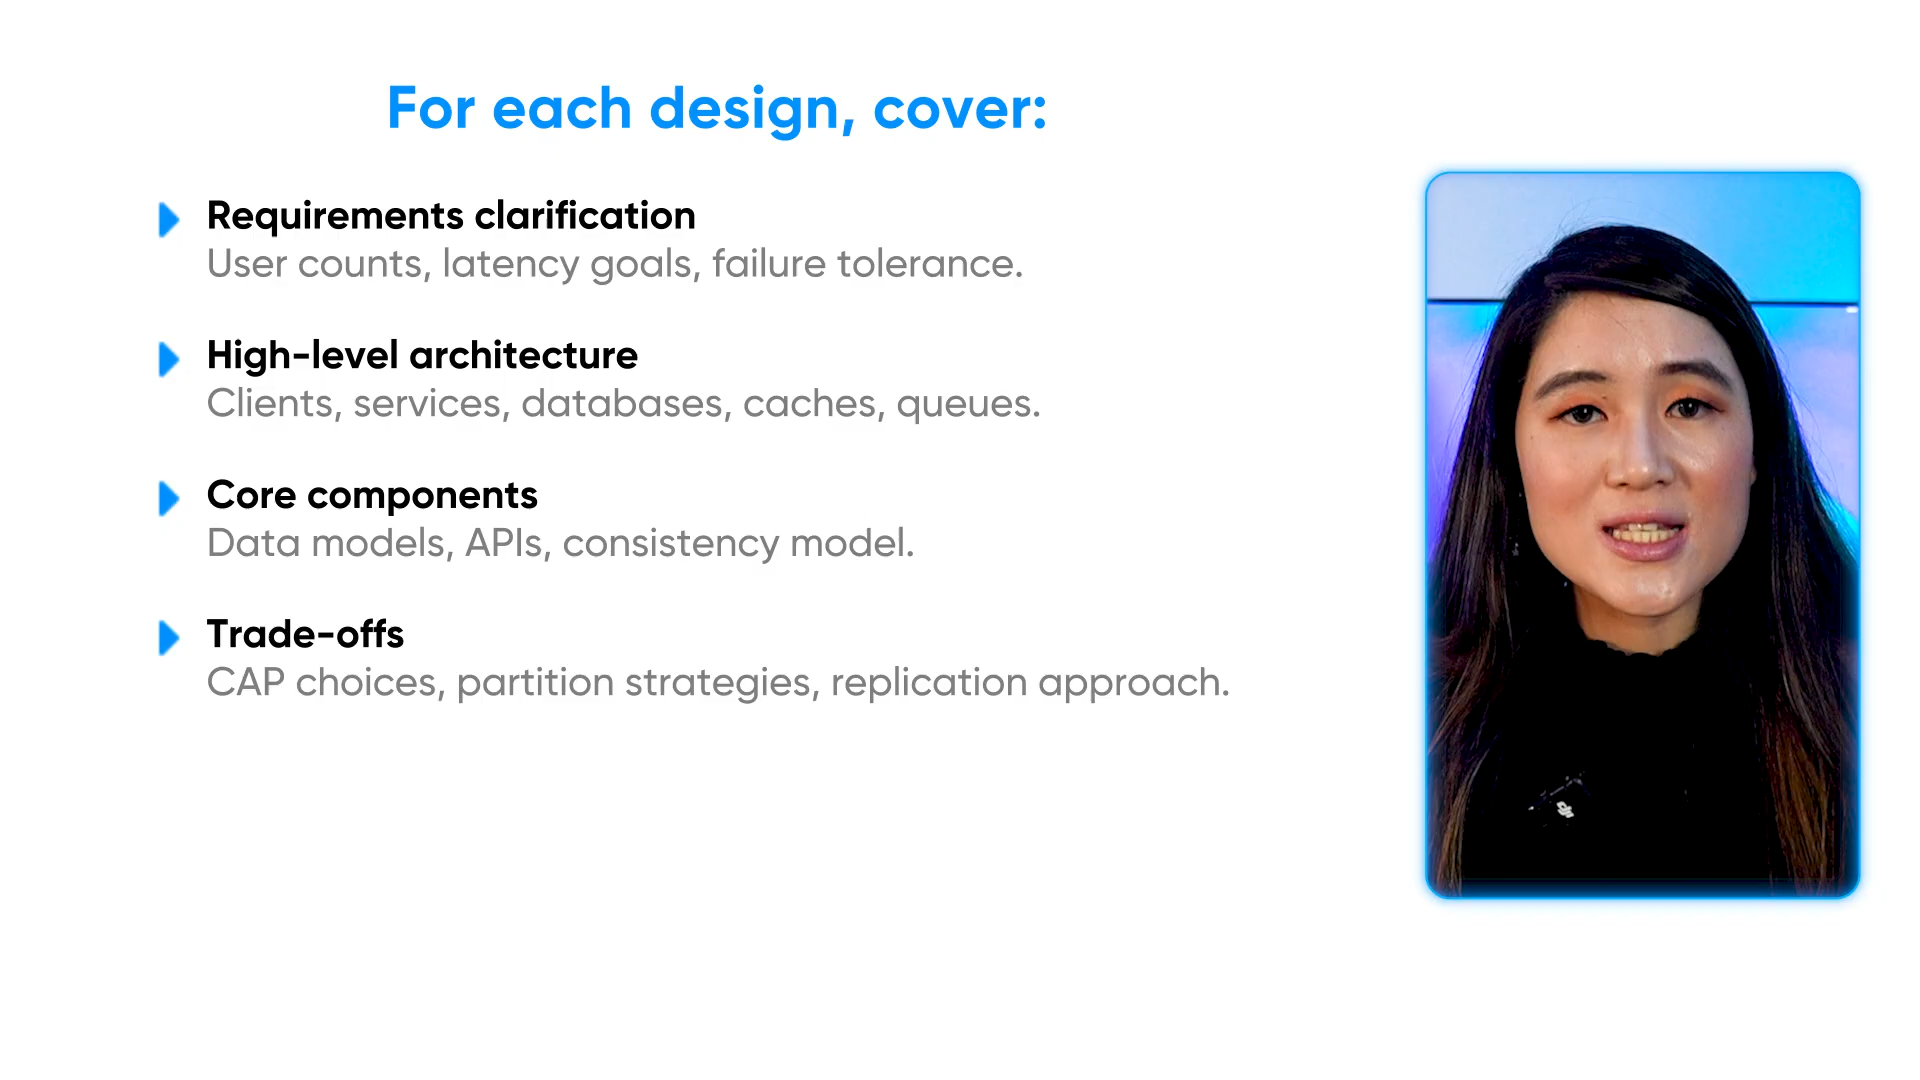 For each design, cover:
Requirements clarification
User counts, latency goals, failure tolerance.
High-level architecture
Clients, services, databases, caches, queues.
Core components
Data models, APIs, consistency model.
Trade-offs
CAP choices, partition strategies, replication approach.